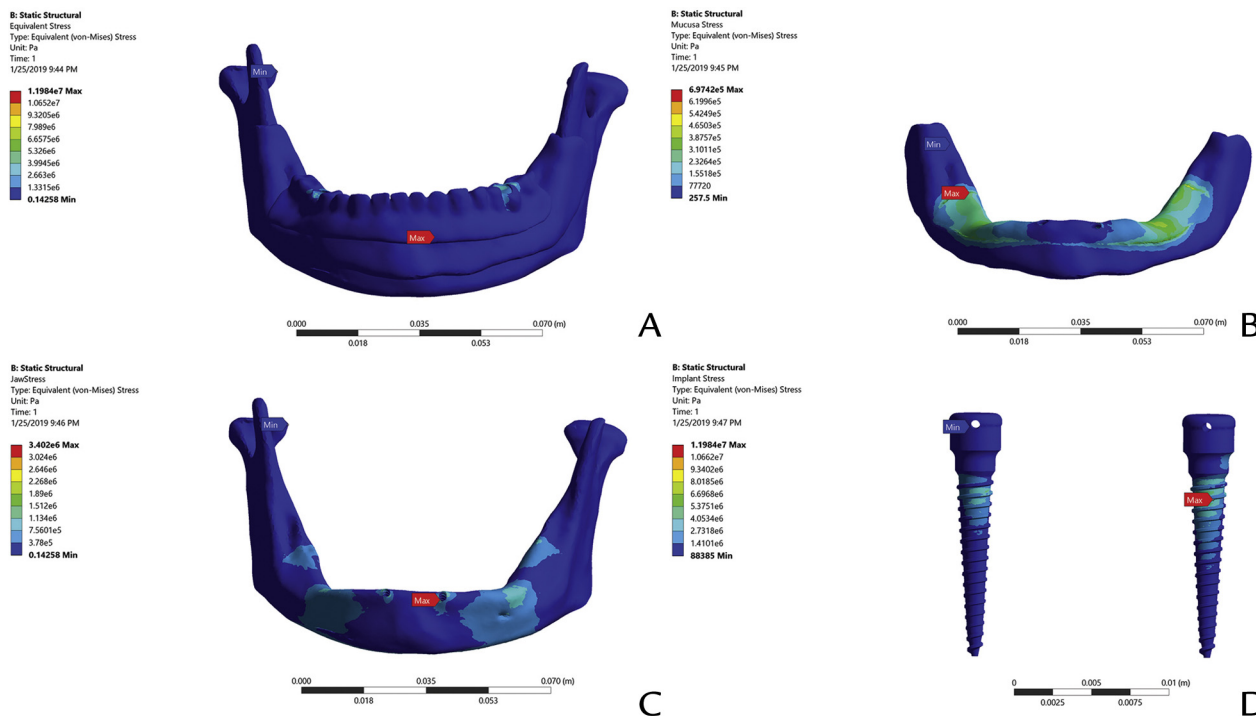 B: Static Structural
Equivalent Stress
Type: Equivalent (von-Mises) Stress
Unit: Pa
Time: 1
1/25/2019 9:44 PM
1.1984e7 Max
1.0652e7
9.3205e6
7.989e6
6.6575e6
5.326e6
3.9945e6
2.663e6
1.3315e6
0.14258 Min
Min
Max
0.000
0.035
0.070 (m)
0.018
0.053
A
B: Static Structural
Mucusa Stress
Type: Equivalent (von-Mises) Stress
Unit: Pa
Time: 1
1/25/2019 9:45 PM
6.9742e5 Max
6.1996e5
5.4249e5
4.6503e5
3.8757e5
3.1011e5
2.3264e5
1.5518e5
77720
257.5 Min
Min
Max
0.000
0.035
0.070 (m)
0.018
0.053
B
B: Static Structural
JawStress
Type: Equivalent (von-Mises) Stress
Unit: Pa
Time: 1
1/25/2019 9:46 PM
3.402e6 Max
3.024e6
2.646e6
2.268e6
1.89e6
1.512e6
1.134e6
7.5601e5
3.78e5
0.14258 Min
Min
Max
0.000
0.035
0.070 (m)
0.018
0.053
C
B: Static Structural
Implant Stress
Type: Equivalent (von-Mises) Stress
Unit: Pa
Time: 1
1/25/2019 9:47 PM
1.1984e7 Max
1.0662e7
9.3402e6
8.0185e6
6.6968e6
5.3751e6
4.0534e6
2.7318e6
1.4101e6
88385 Min
Min
Max
0
0.005
0.01 (m)
0.0025
0.0075
D